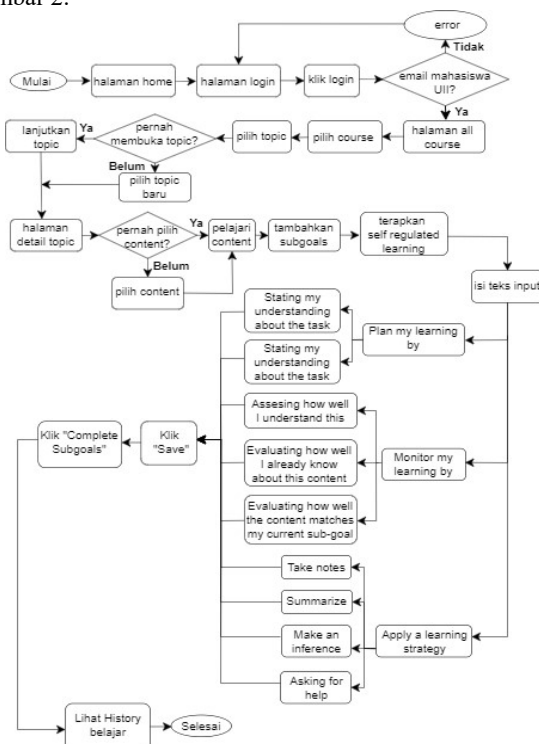 mbar 2.
error
Tidak
Mulai
halaman home
halaman login
klik login
email mahasiswa
UII?
Ya
lanjutkan
topic
Ya
pernah
membuka topic?
pilih topic
pilih course
halaman all
course
Belum
pilih topic
baru
halaman
detail topic
pernah pilih
content?
Ya
pelajari
content
tambahkan
subgoals
terapkan
self regulated
learning
Belum
pilih content
isi teks input
Stating my
understanding
about the task
Plan my learning
by
Stating my
understanding
about the task
Assesing how well
I understand this
Klik "Complete
Subgoals"
Klik
"Save"
Evaluating how well
I already know
about this content
Monitor my
learning by
Evaluating how well
the content matches
my current sub-goal
Take notes
Summarize
Make an
inference
Apply a learning
strategy
Asking for
help
Lihat History
belajar
Selesai